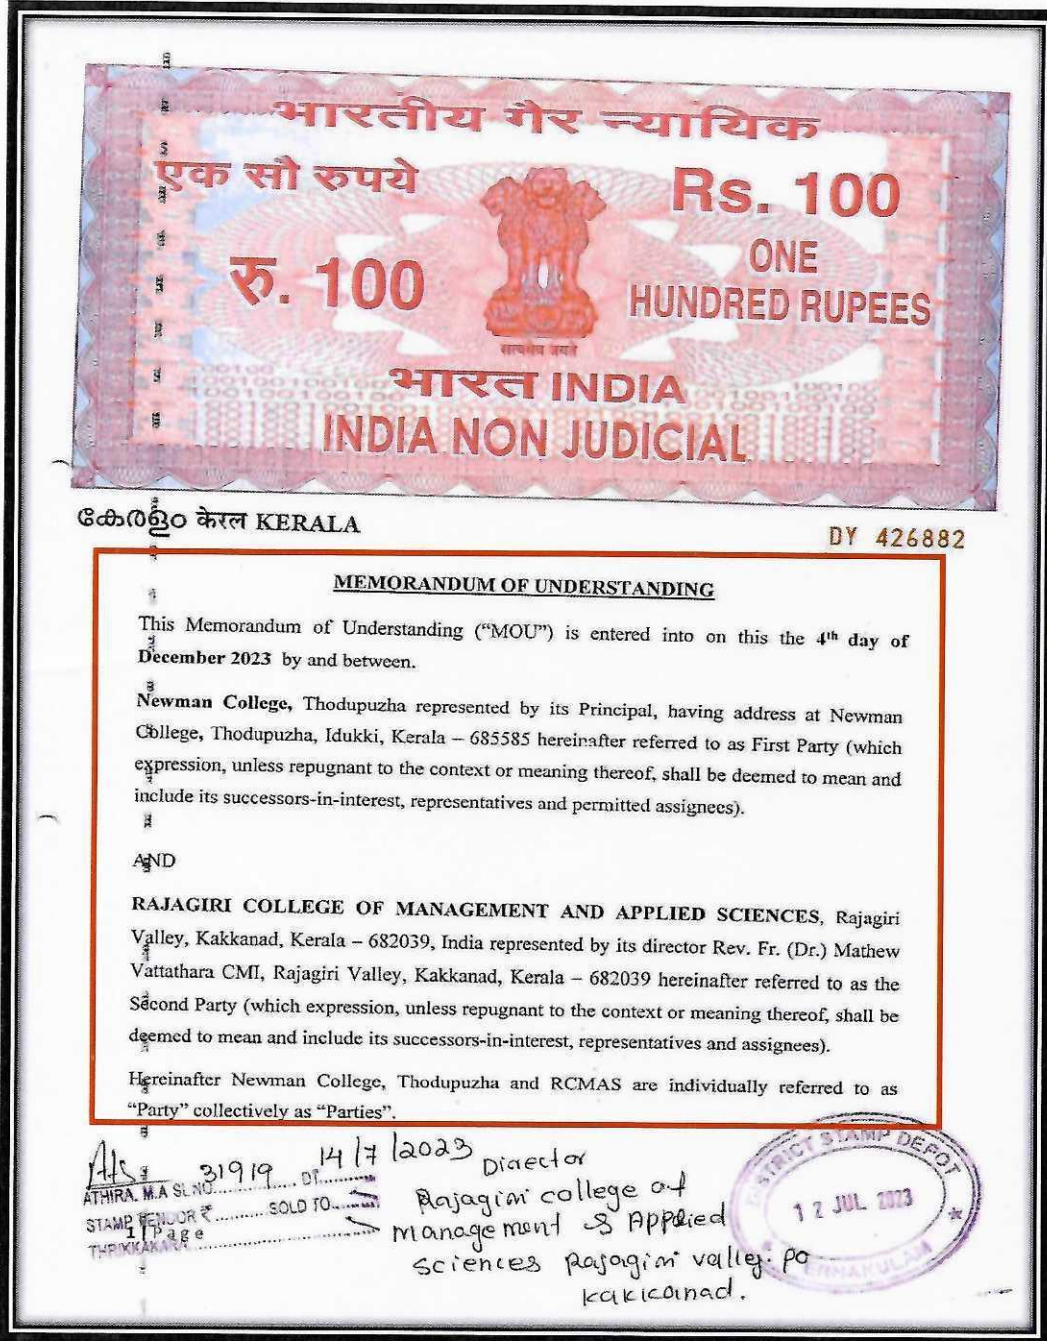 भारतीय गैर न्यायिक
एक सौ रुपये
Rs. 100
रु. 100
ONE
HUNDRED RUPEES
सत्यमेव जयते
भारत INDIA
INDIA NON JUDICIAL
കേരളം केरल KERALA
DY 426882
MEMORANDUM OF UNDERSTANDING
This Memorandum of Understanding (“MOU”) is entered into on this the 4th day of
December 2023 by and between.
Newman College, Thodupuzha represented by its Principal, having address at Newman
College, Thodupuzha, Idukki, Kerala – 685585 hereinafter referred to as First Party (which
expression, unless repugnant to the context or meaning thereof, shall be deemed to mean and
include its successors-in-interest, representatives and permitted assignees).
AND
RAJAGIRI COLLEGE OF MANAGEMENT AND APPLIED SCIENCES, Rajagiri
Valley, Kakkanad, Kerala – 682039, India represented by its director Rev. Fr. (Dr.) Mathew
Vattathara CMI, Rajagiri Valley, Kakkanad, Kerala – 682039 hereinafter referred to as the
Second Party (which expression, unless repugnant to the context or meaning thereof, shall be
deemed to mean and include its successors-in-interest, representatives and assignees).
Hereinafter Newman College, Thodupuzha and RCMAS are individually referred to as
“Party” collectively as “Parties”.
31919 14/7/2023
ATHIRA. M.A SL.NO............. DT.............
STAMP VENDOR ₹.......... SOLD TO..........
1 | Page
THRIKKAKARA
Director
Rajagiri college of
management & Applied
sciences Rajagiri valley. po
kakkanad.
DISTRICT STAMP DEPOT
12 JUL 2023
ERNAKULAM